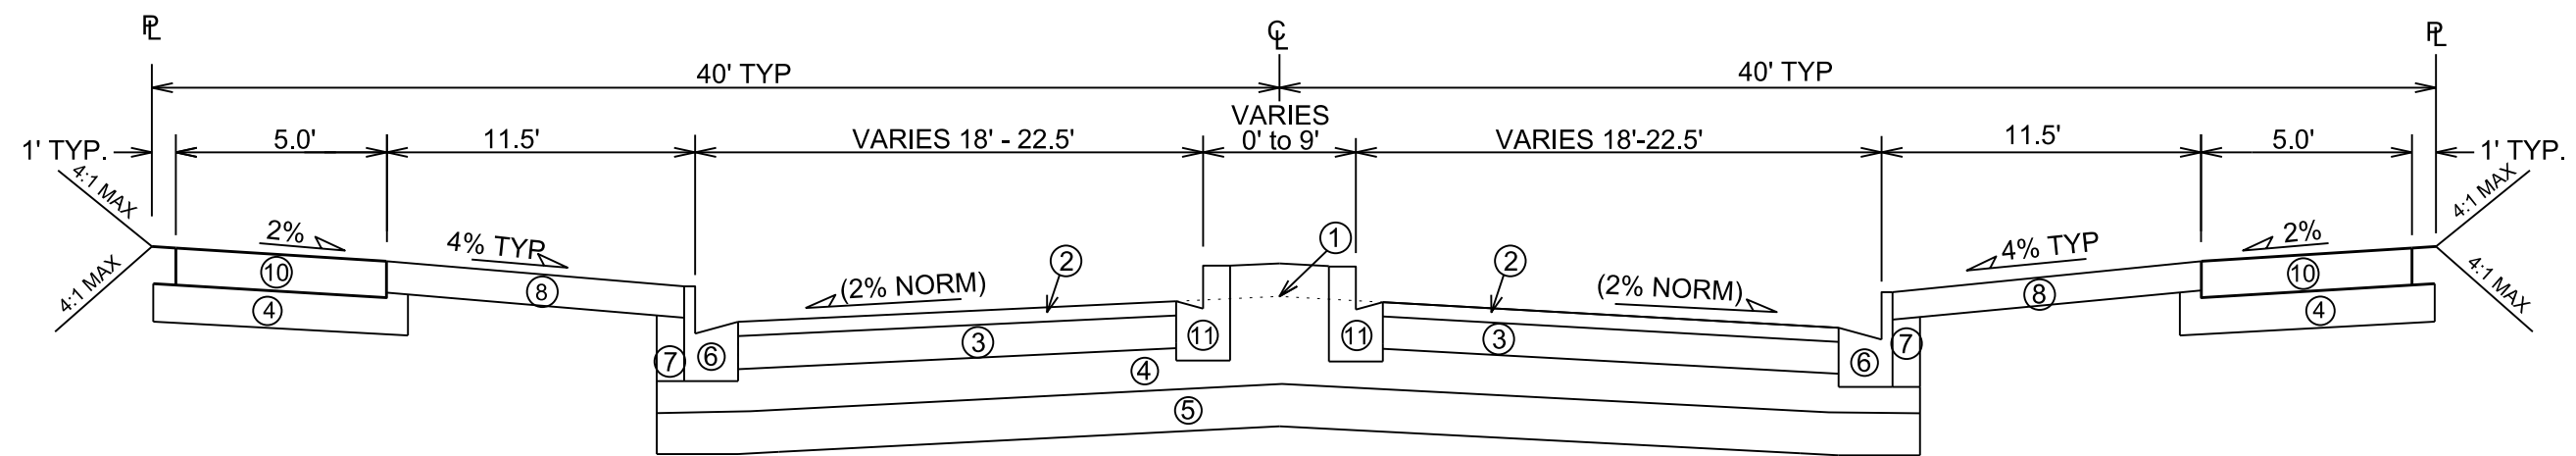 PL CL PL
40' TYP 40' TYP
VARIES
1' TYP. 5.0' 11.5' VARIES 18' - 22.5' 0' to 9' VARIES 18'-22.5' 11.5' 5.0' 1' TYP.
4:1 MAX 4:1 MAX
2% 4% TYP 1 4% TYP 2%
2 2
4:1 MAX 10 8 (2% NORM) (2% NORM) 8 10 4:1 MAX
4 4
7 6 3 11 11 3 6 7
4
5